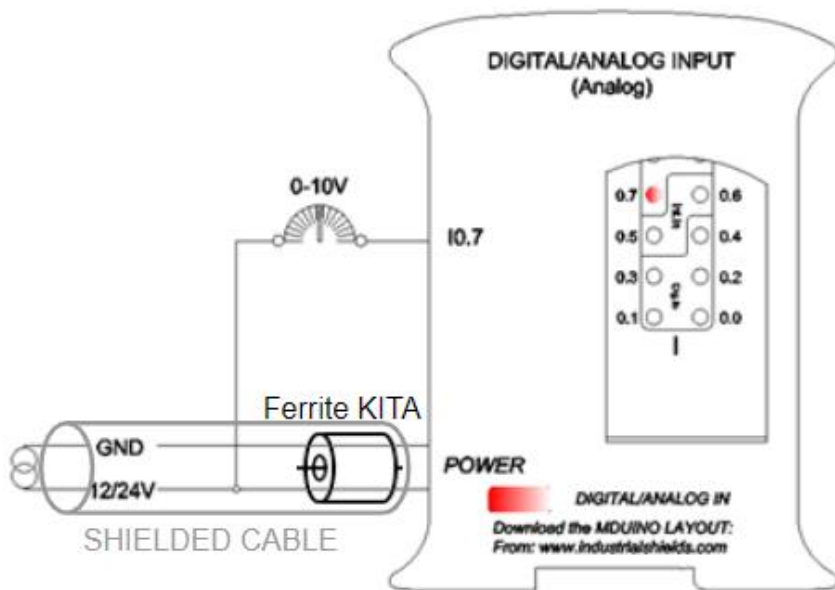 DIGITAL/ANALOG INPUT
(Analog)
0-10V
I0.7
0.7
0.6
0.5
0.4
0.3
0.2
0.1
0.0
I
Ferrite KITA
GND
12/24V
SHIELDED CABLE
POWER
DIGITAL/ANALOG IN
Download the MDUINO LAYOUT:
From: www.industrialshields.com